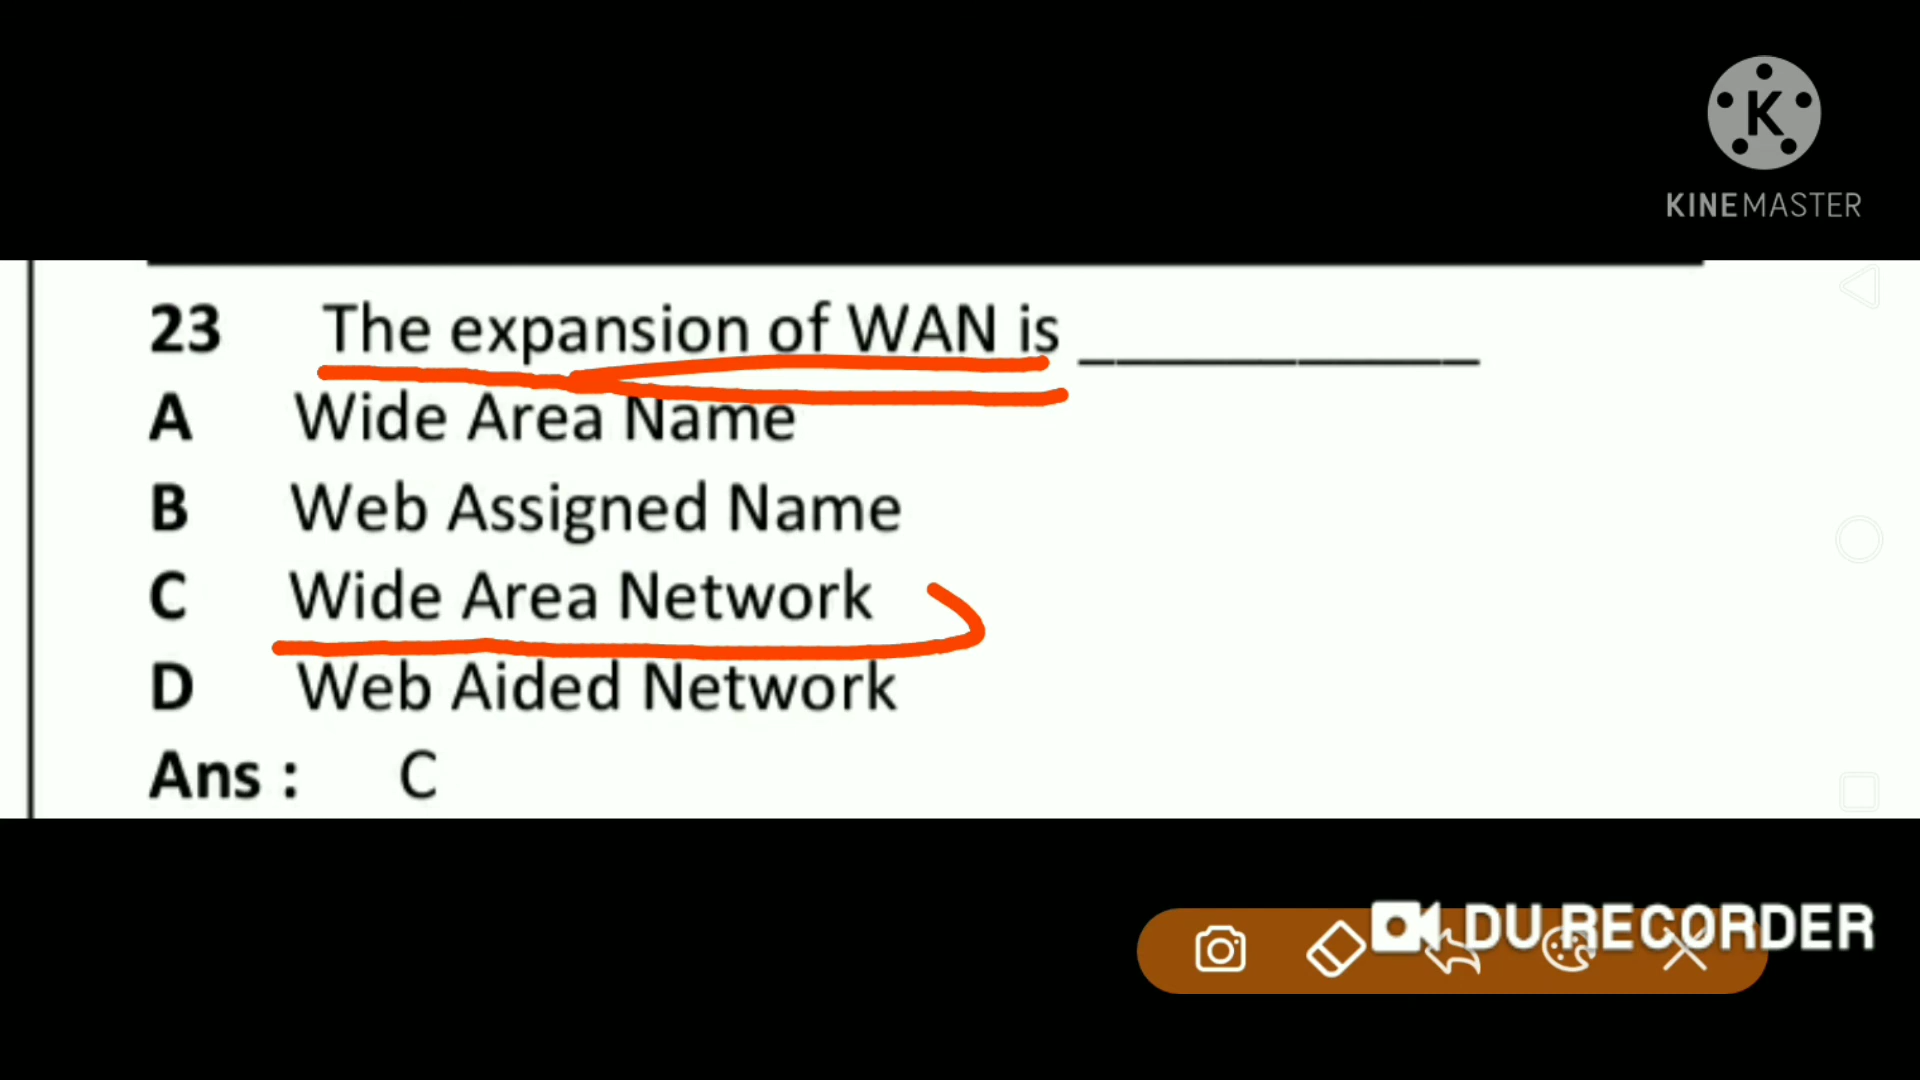 K
KINEMASTER
23 The expansion of WAN is ____________
A Wide Area Name
B Web Assigned Name
C Wide Area Network
D Web Aided Network
Ans : C
DU RECORDER